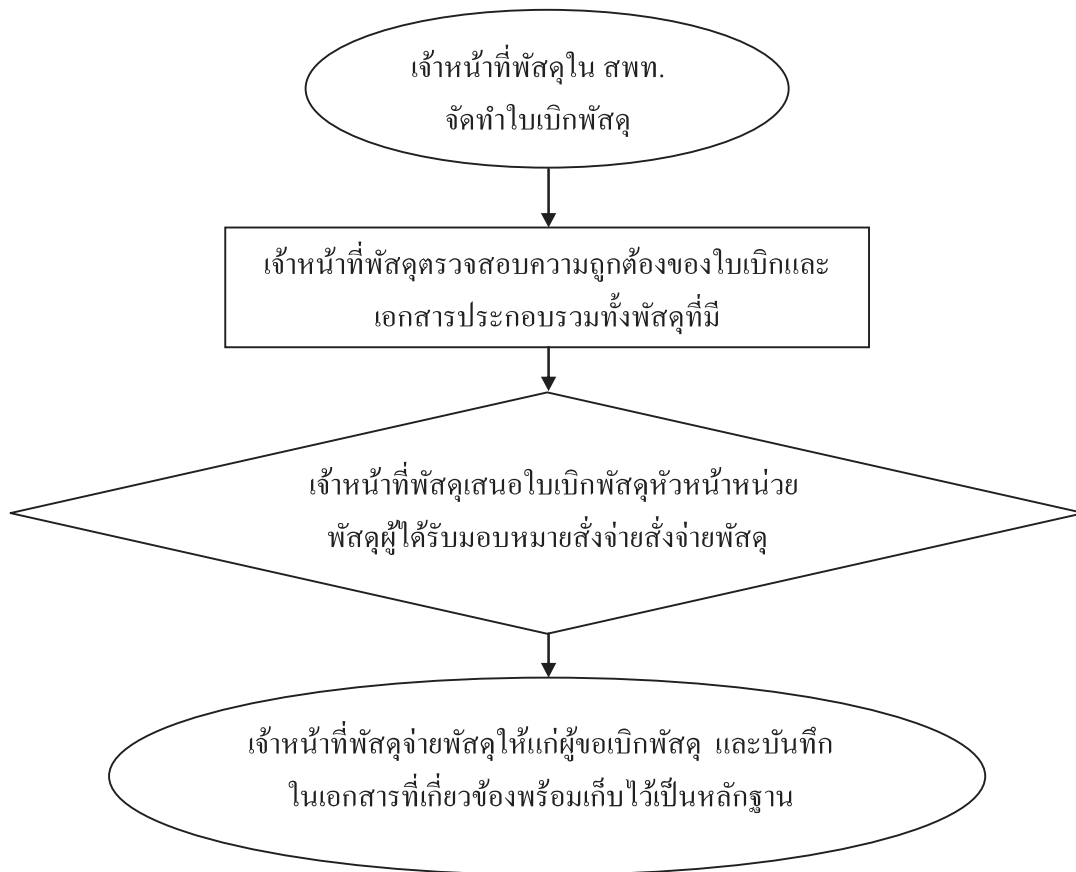 เจ้าหน้าที่พัสดุใน สพท.
จัดทำใบเบิกพัสดุ
เจ้าหน้าที่พัสดุตรวจสอบความถูกต้องของใบเบิกและ
เอกสารประกอบรวมทั้งพัสดุที่มี
เจ้าหน้าที่พัสดุเสนอใบเบิกพัสดุหัวหน้าหน่วย
พัสดุผู้ได้รับมอบหมายสั่งจ่ายสั่งจ่ายพัสดุ
เจ้าหน้าที่พัสดุจ่ายพัสดุให้แก่ผู้ขอเบิกพัสดุ และบันทึก
ในเอกสารที่เกี่ยวข้องพร้อมเก็บไว้เป็นหลักฐาน